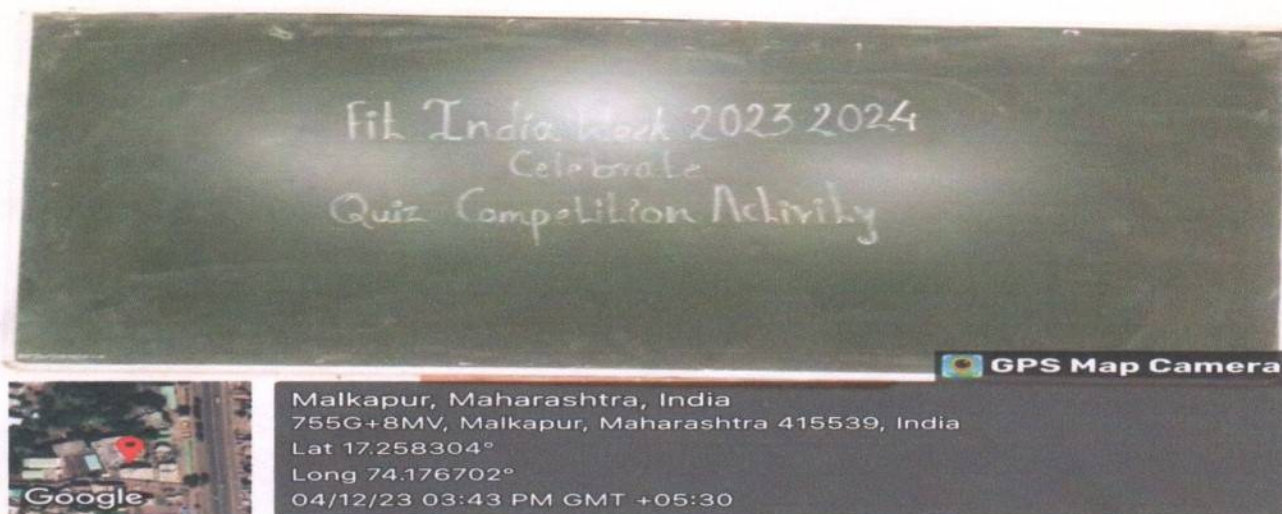 Fit India Week 2023 2024
Celebrate
Quiz Competition Activity
GPS Map Camera
Malkapur, Maharashtra, India
755G+8MV, Malkapur, Maharashtra 415539, India
Lat 17.258304°
Long 74.176702°
04/12/23 03:43 PM GMT +05:30
Google